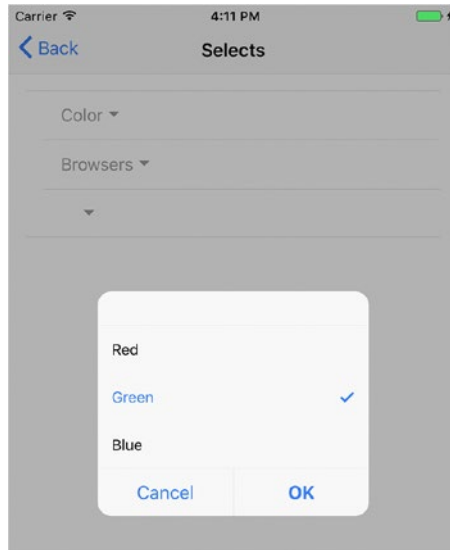 Carrier 4:11 PM
Back Selects
Color
Browsers
Red
Green
Blue
Cancel OK